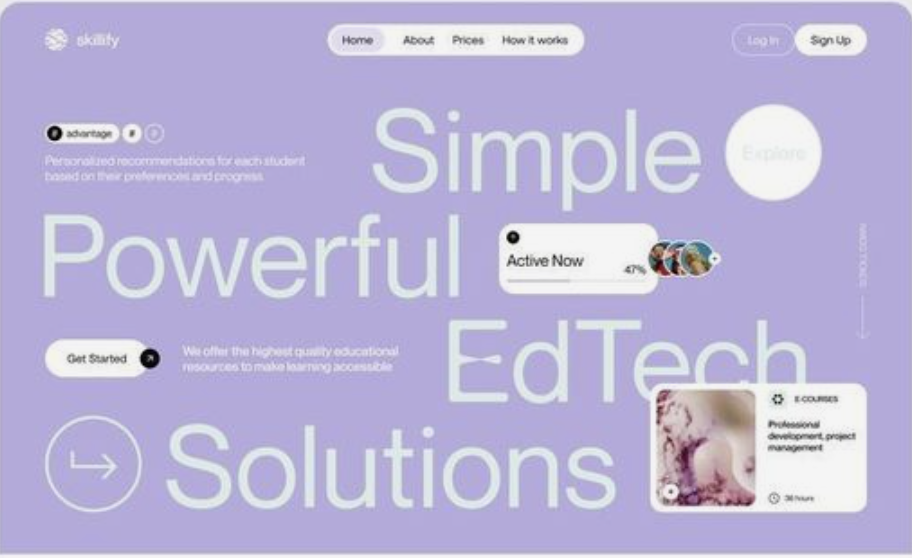 skillify
Home About Prices How it works
Log In Sign Up
# advantage # #
Personalized recommendations for each student
based on their preferences and progress.
Simple Explore
Powerful
Active Now
47%
EdTech
Get Started
We offer the highest quality educational
resources to make learning accessible
Solutions
E-COURSES
Professional
development, project
management
36 hours